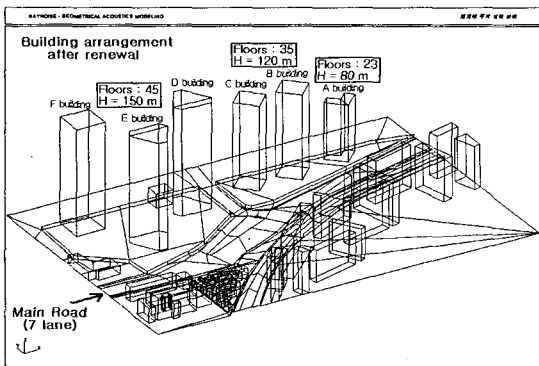 RAYNOISE - GEOMETRICAL ACOUSTICS MODELING
Building arrangement
after renewal
Floors : 45
H = 150 m
Floors : 35
H = 120 m
Floors : 23
H = 80 m
F building
E building
D building
C building
B building
A building
Main Road
(7 lane)